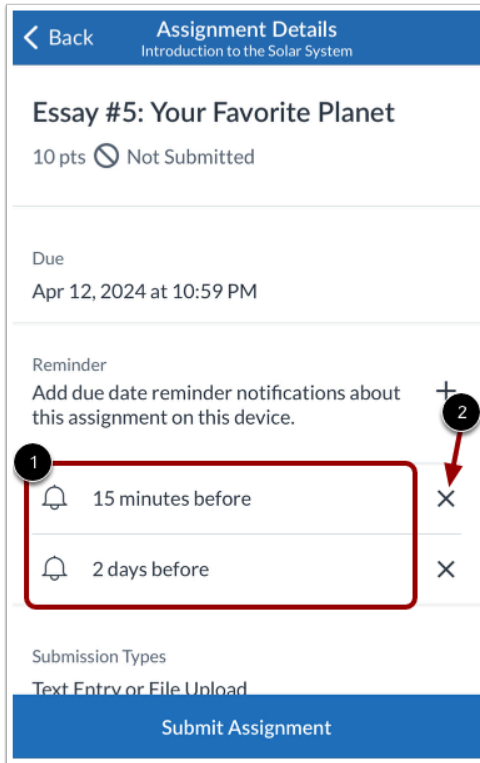 Back
Assignment Details
Introduction to the Solar System
Essay #5: Your Favorite Planet
10 pts Not Submitted
Due
Apr 12, 2024 at 10:59 PM
Reminder
Add due date reminder notifications about
this assignment on this device.
2
1
15 minutes before
2 days before
Submission Types
Text Entry or File Upload
Submit Assignment